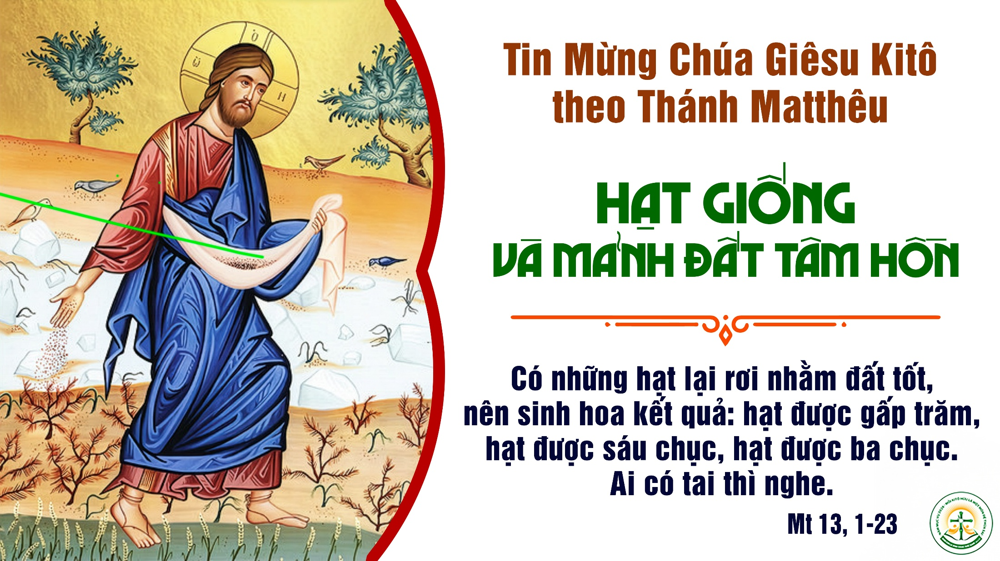 Tin Mừng Chúa Giêsu Kitô
theo Thánh Matthêu
HẠT GIỐNG
VÀ MẢNH ĐẤT TÂM HỒN
Có những hạt lại rơi nhằm đất tốt,
nên sinh hoa kết quả: hạt được gấp trăm,
hạt được sáu chục, hạt được ba chục.
Ai có tai thì nghe.
Mt 13, 1-23